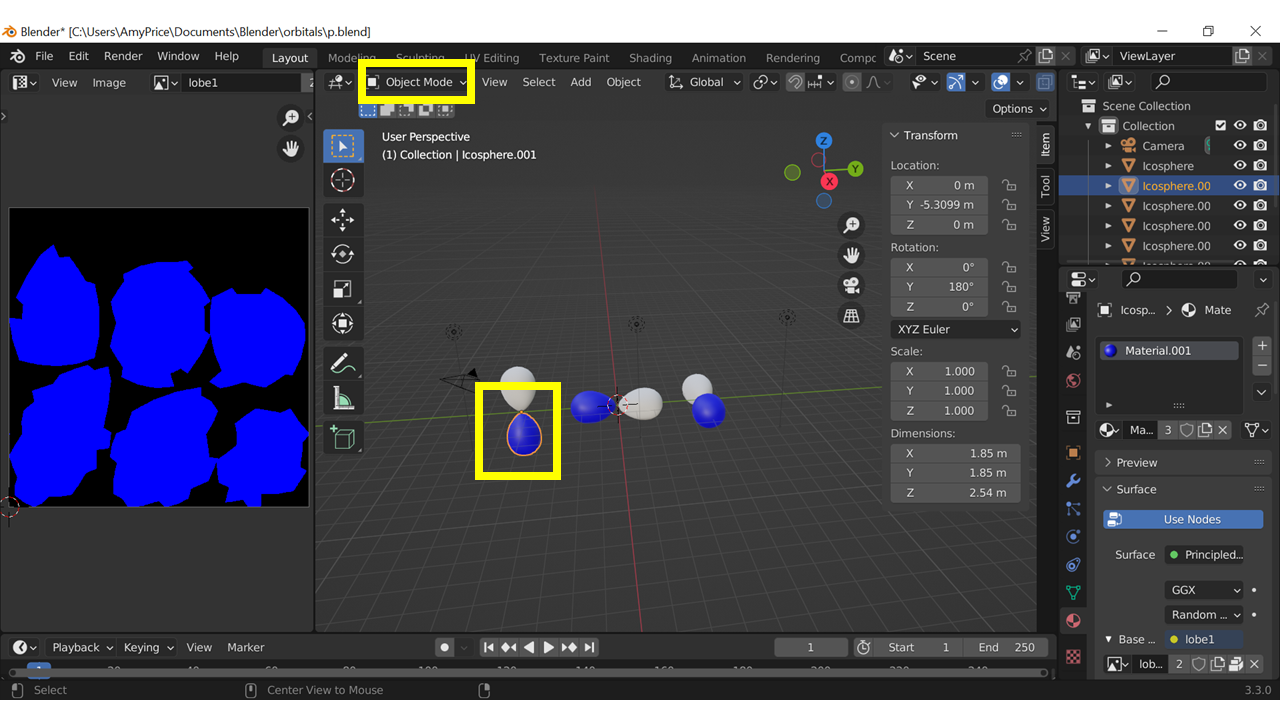 Blender* [C:\Users\AmyPrice\Documents\Blender\orbitals\p.blend]
File Edit Render Window Help Layout Modeling Sculpting UV Editing Texture Paint Shading Animation Rendering Scene ViewLayer
View Image lobe1 Object Mode View Select Add Object Global
Options
User Perspective
(1) Collection | Icosphere.001
Z
Y
X
Transform
Location:
X 0 m
Y -5.3099 m
Z 0 m
Rotation:
X 0°
Y 180°
Z 0°
XYZ Euler
Scale:
X 1.000
Y 1.000
Z 1.000
Dimensions:
X 1.85 m
Y 1.85 m
Z 2.54 m
Item
Tool
View
Scene Collection
Collection
Camera
Icosphere
Icosphere.00
Icosphere.00
Icosphere.00
Icosphere.00
Icosp... > Mate
Material.001
Ma... 3
Preview
Surface
Use Nodes
Surface Principled...
GGX
Random ...
Base ... lobe1
lob... 2
Playback Keying View Marker 1 Start 1 End 250
1
Select Center View to Mouse 3.3.0